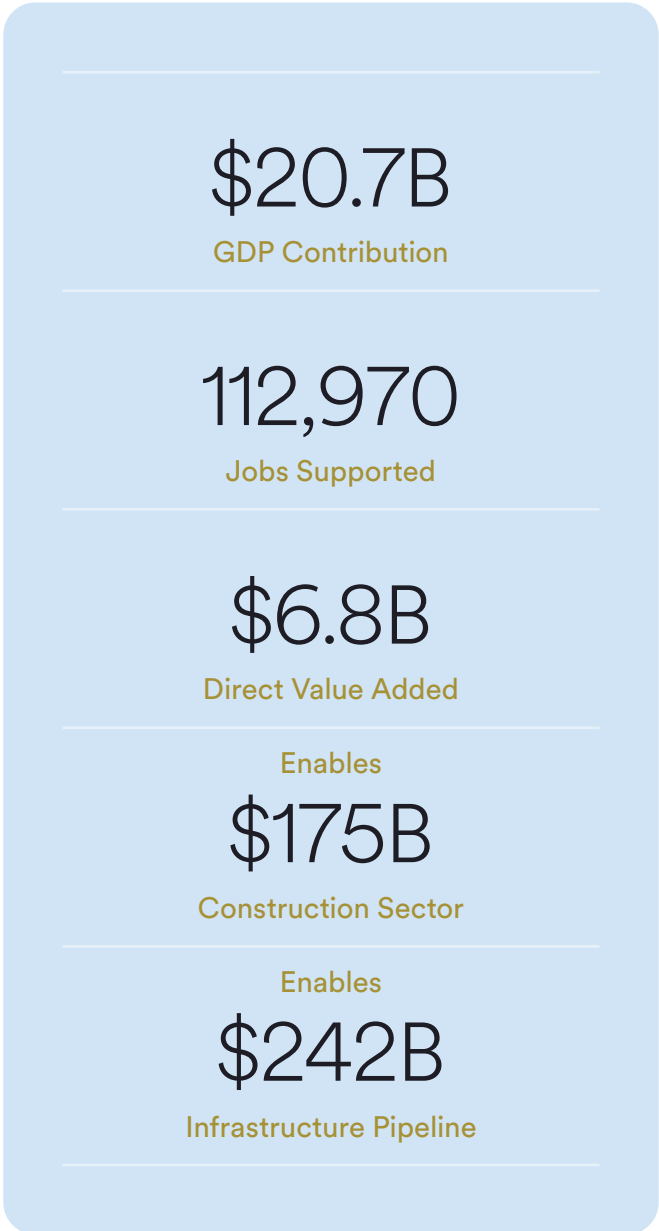 $20.7B
GDP Contribution
112,970
Jobs Supported
$6.8B
Direct Value Added
Enables
$175B
Construction Sector
Enables
$242B
Infrastructure Pipeline